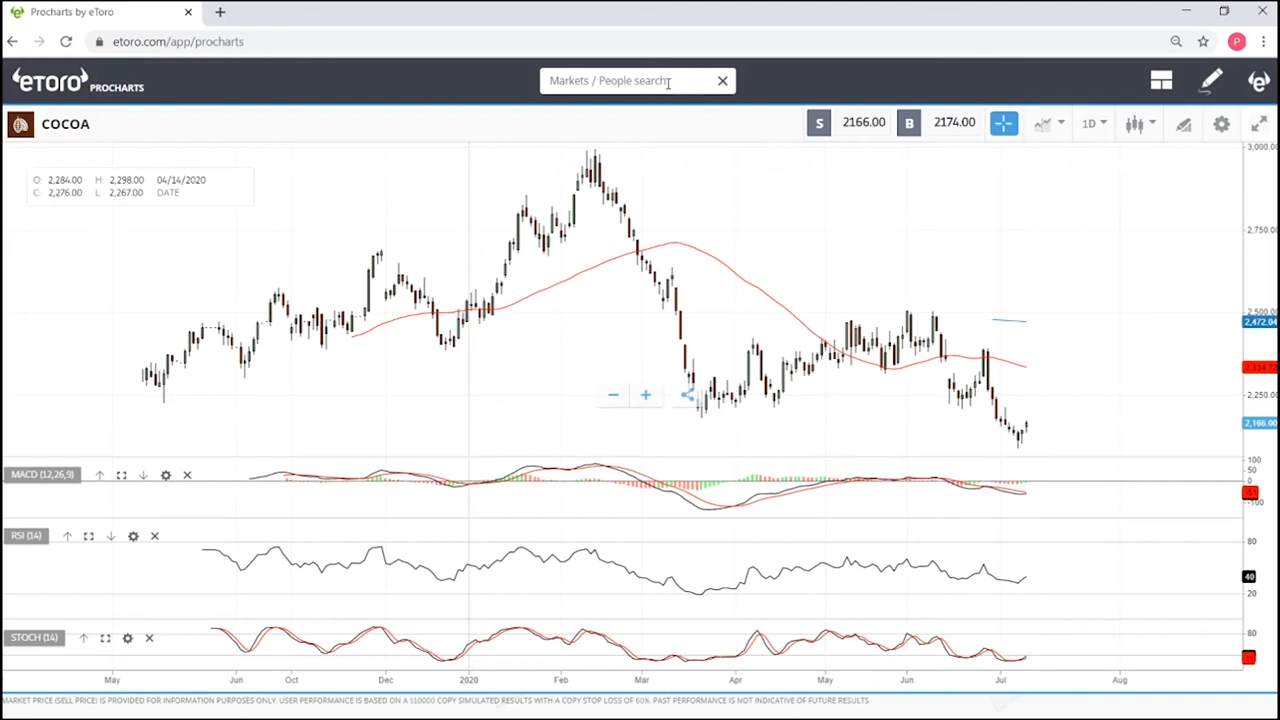 Procharts by eToro
etoro.com/app/procharts
P
eToro PROCHARTS
Markets / People search
COCOA
S 2166.00 B 2174.00
1D
O: 2,284.00 H: 2,298.00 04/14/2020
C: 2,276.00 L: 2,267.00 DATE
3,000.00
2,750.00
2,500.00
2,472.04
2,250.00
2,166.00
MACD (12,26,9)
100
50
0
-100
RSI (14)
80
40
20
STOCH (14)
80
May Jun Oct Dec 2020 Feb Mar Apr May Jun Jul Aug
MARKET PRICE (SELL PRICE) IS PROVIDED FOR INFORMATION PURPOSES ONLY. USER PERFORMANCE IS BASED ON A $10000 COPY SIMULATED RESULTS WITH A COPY STOP LOSS OF 60%. PAST PERFORMANCE IS NOT INDICATIVE OF FUTURE RESULTS.